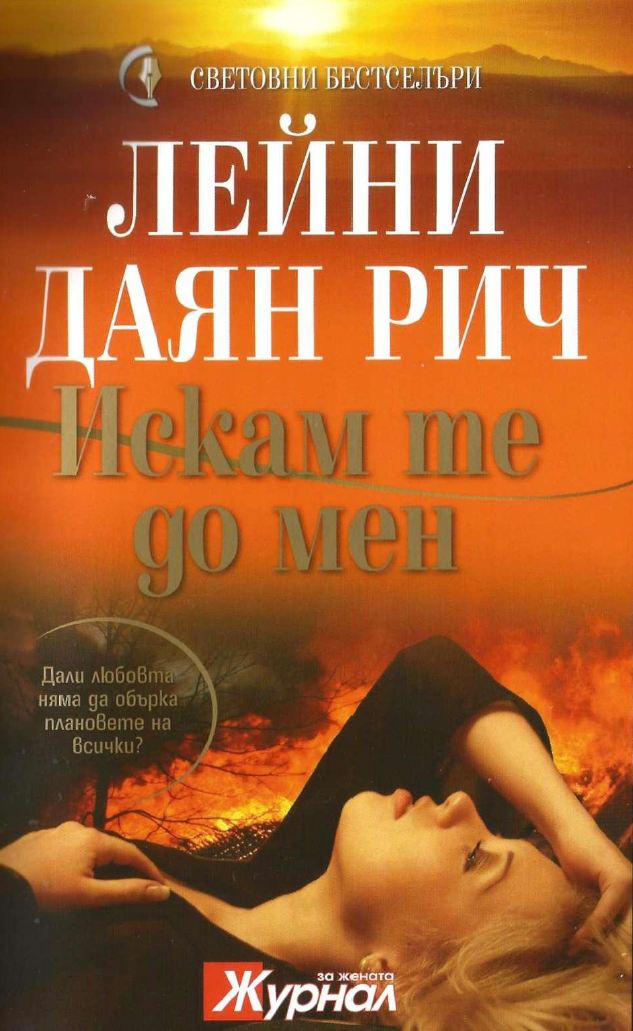 СВЕТОВНИ БЕСТСЕЛЪРИ
ЛЕЙНИ
ДАЯН РИЧ
Искам те
до мен
Дали любовта
няма да обърка
плановете на
всички?
за жената
Журнал